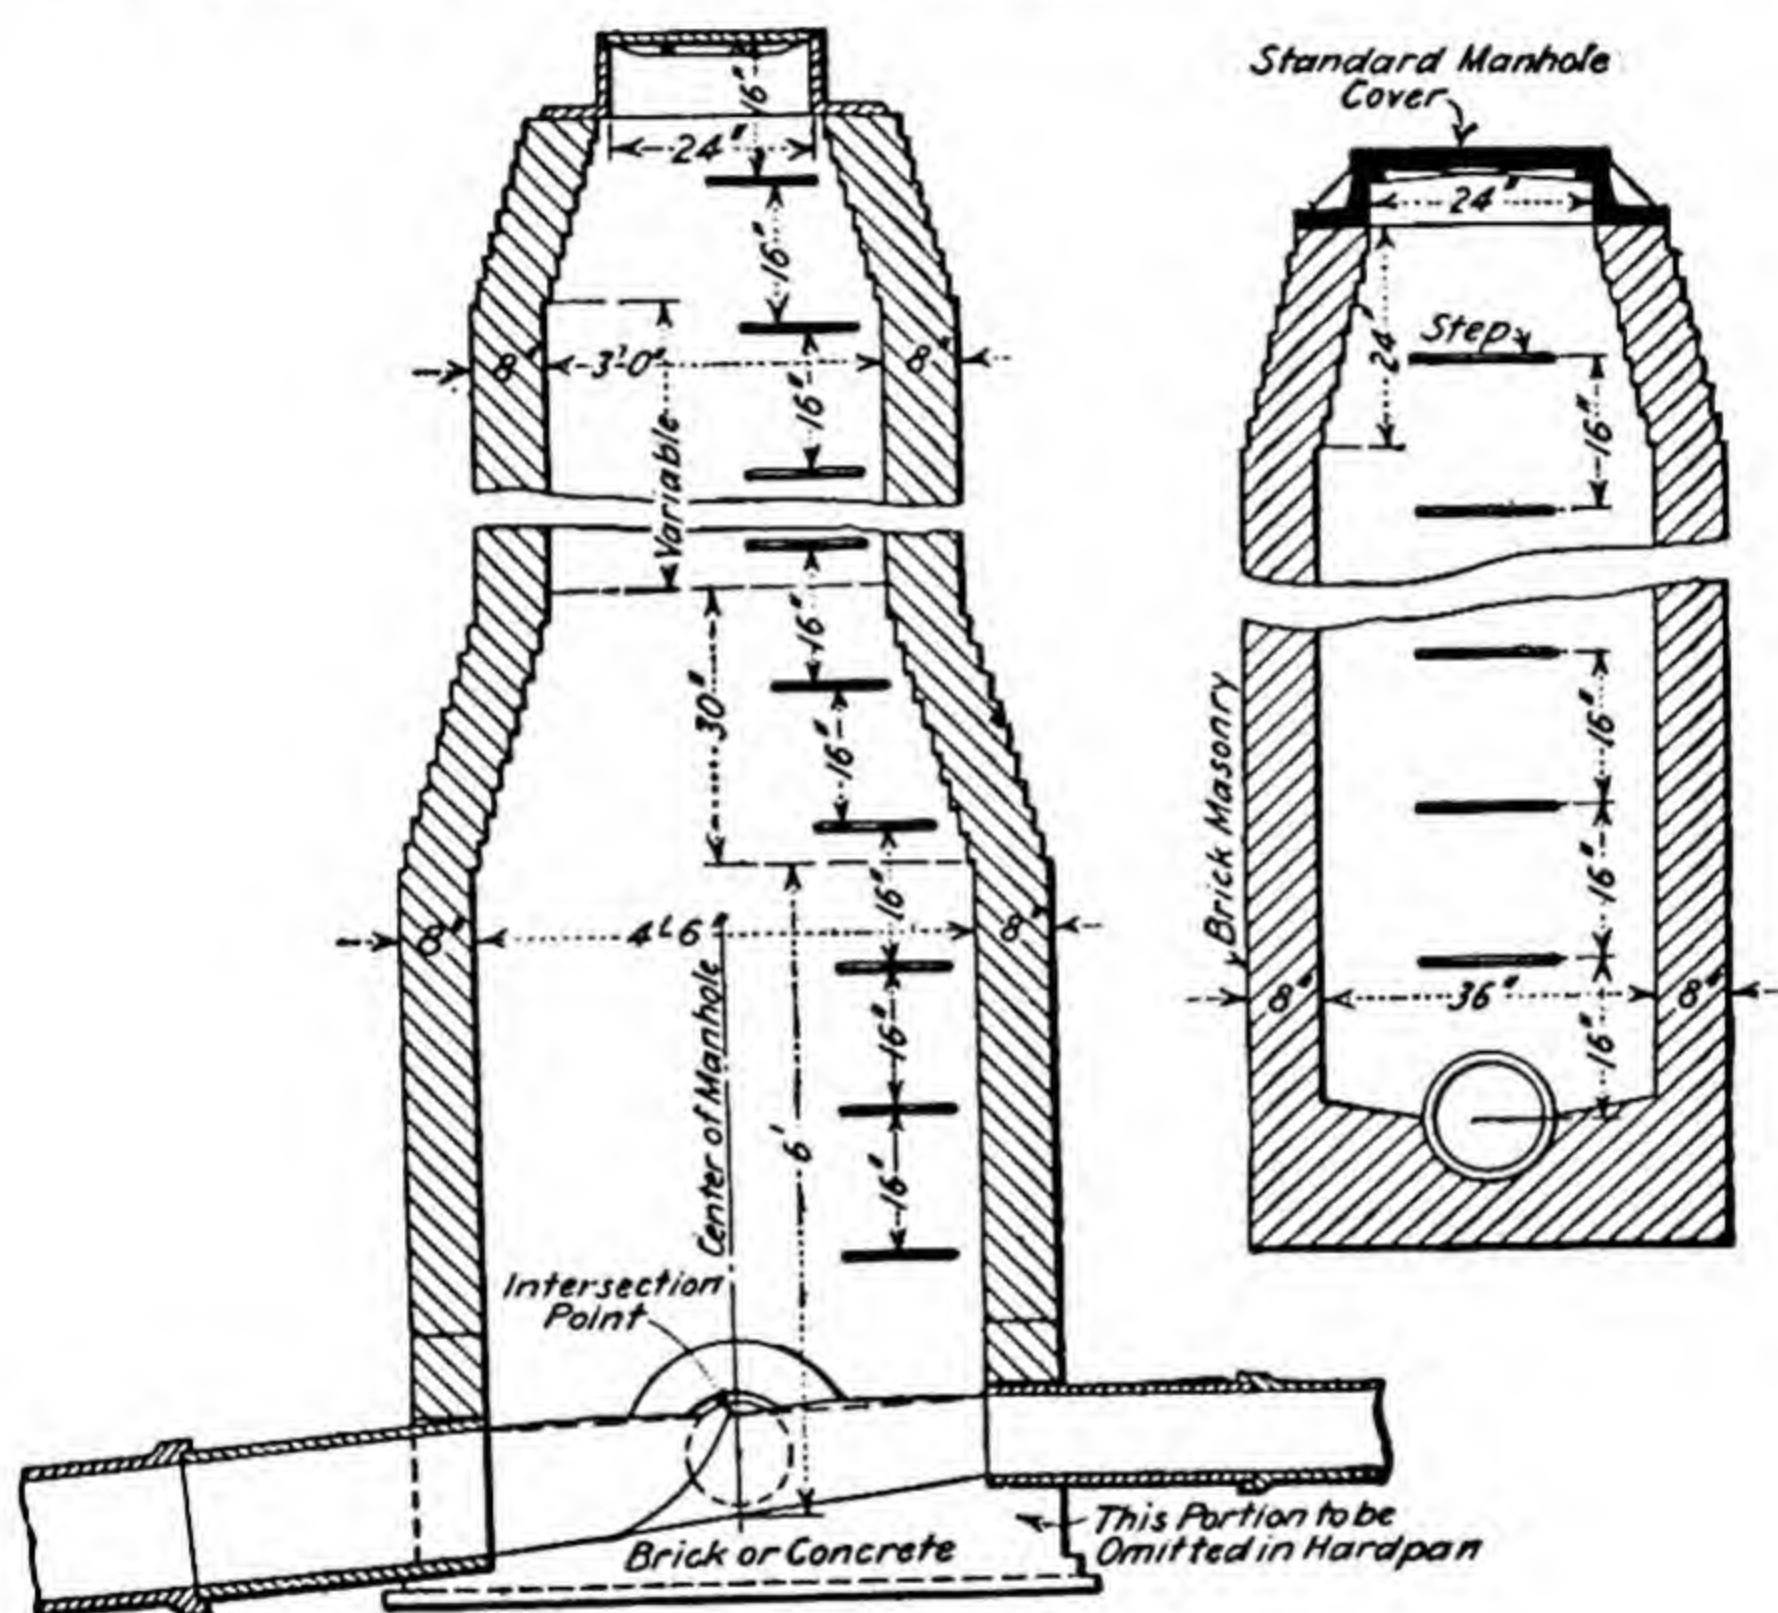 16"
24"
16"
8"
3'-0"
8"
16"
Variable
16"
30"
16"
16"
8"
4'6"
8"
Center of Manhole
16"
6'
16"
Intersection
Point
Brick or Concrete
This Portion to be
Omitted in Hardpan
Standard Manhole
Cover
24"
24"
Step
16"
Brick Masonry
16"
16"
8"
36"
8"
16"